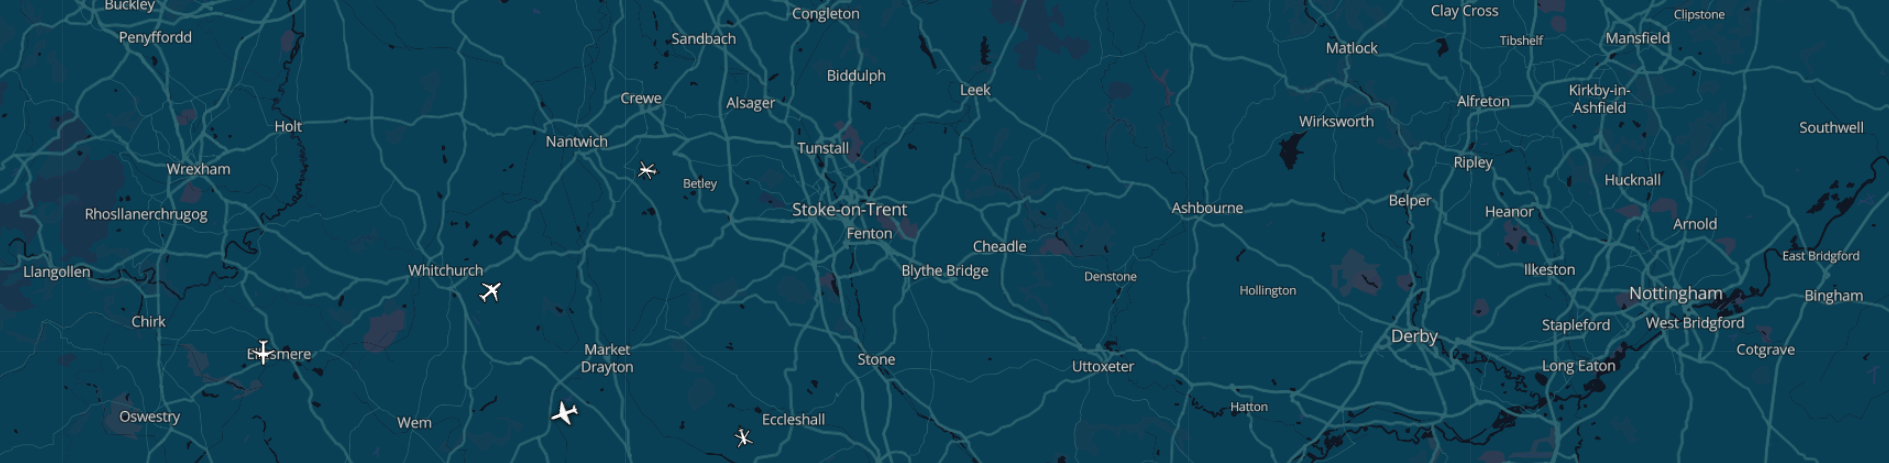 Buckley
Congleton
Clay Cross
Clipstone
Penyffordd
Sandbach
Tibshelf
Mansfield
Matlock
Biddulph
Leek
Crewe
Alsager
Alfreton
Kirkby-in-
Ashfield
Holt
Wirksworth
Southwell
Nantwich
Tunstall
Wrexham
Ripley
Betley
Hucknall
Belper
Rhosllanerchrugog
Stoke-on-Trent
Ashbourne
Heanor
Arnold
Fenton
Cheadle
East Bridgford
Llangollen
Whitchurch
Blythe Bridge
Denstone
Ilkeston
Hollington
Nottingham
Bingham
Chirk
Stapleford
West Bridgford
Derby
Ellesmere
Market
Drayton
Stone
Uttoxeter
Long Eaton
Cotgrave
Oswestry
Wem
Eccleshall
Hatton